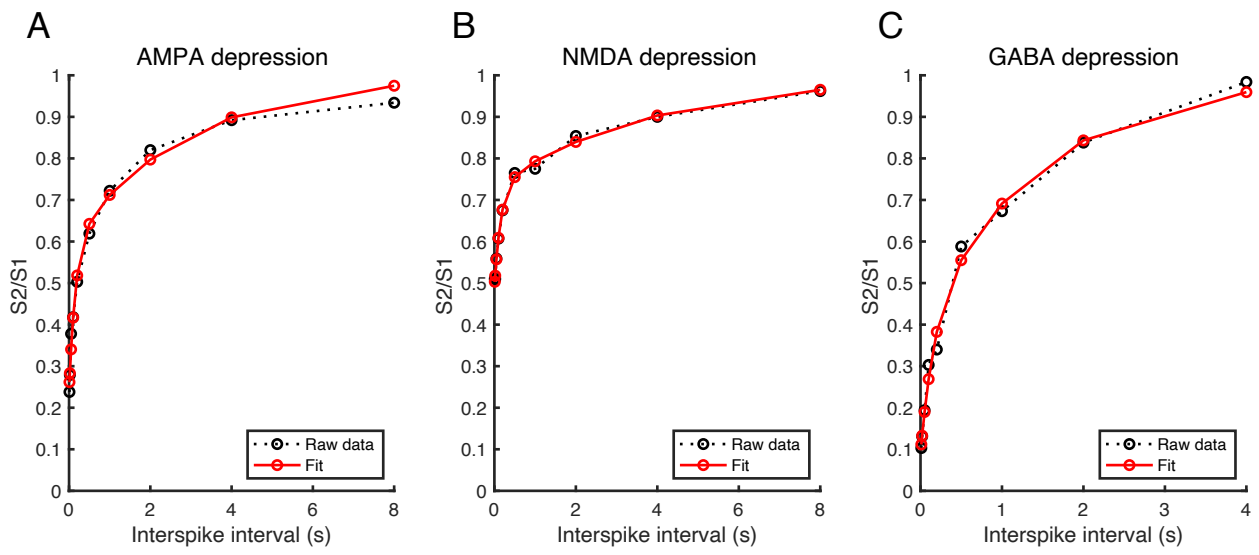 A
AMPA depression
1
0.9
0.8
0.7
0.6
0.5
0.4
0.3
0.2
0.1
0
S2/S1
0 2 4 6 8
Interspike interval (s)
Raw data
Fit
B
NMDA depression
1
0.9
0.8
0.7
0.6
0.5
0.4
0.3
0.2
0.1
0
S2/S1
0 2 4 6 8
Interspike interval (s)
Raw data
Fit
C
GABA depression
1
0.9
0.8
0.7
0.6
0.5
0.4
0.3
0.2
0.1
0
S2/S1
0 1 2 3 4
Interspike interval (s)
Raw data
Fit